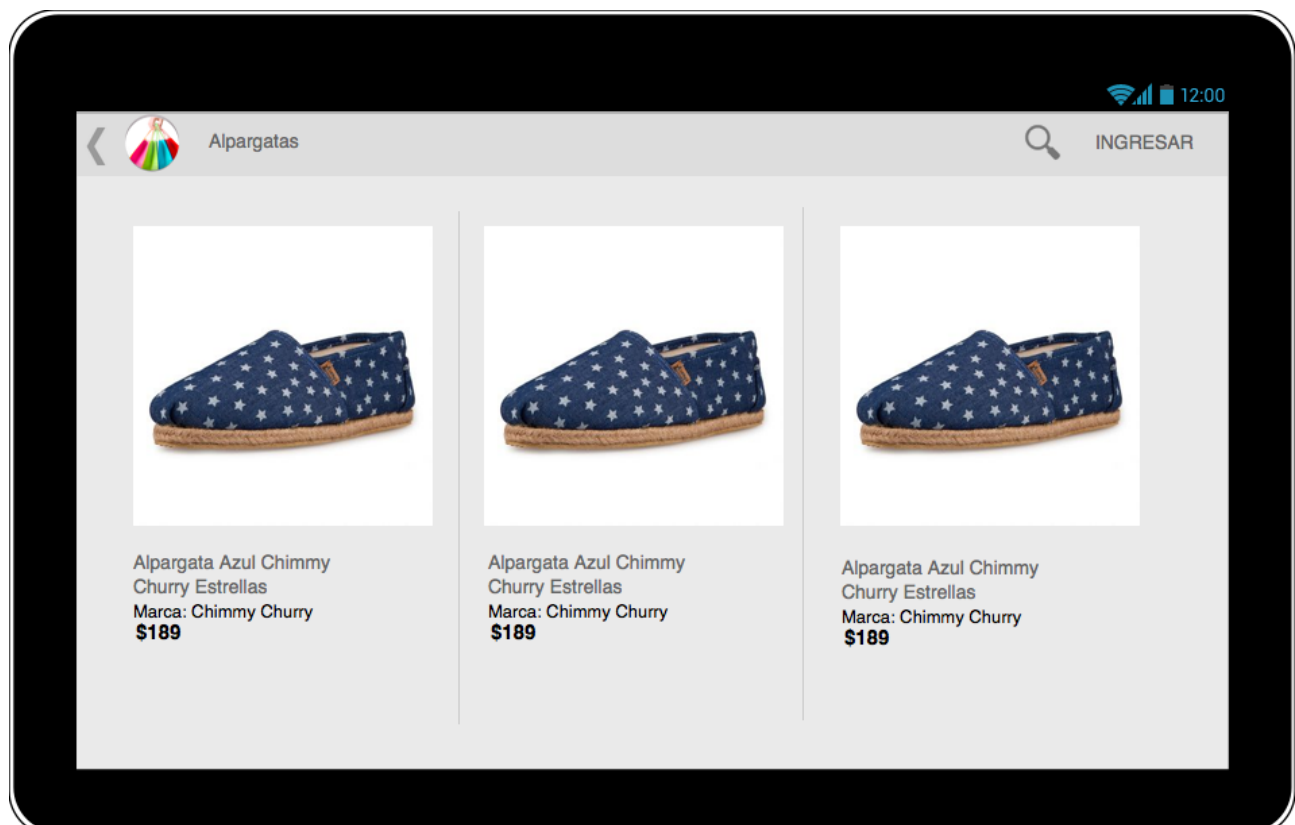 12:00
Alpargatas
INGRESAR
Alpargata Azul Chimmy
Churry Estrellas
Marca: Chimmy Churry
$189
Alpargata Azul Chimmy
Churry Estrellas
Marca: Chimmy Churry
$189
Alpargata Azul Chimmy
Churry Estrellas
Marca: Chimmy Churry
$189